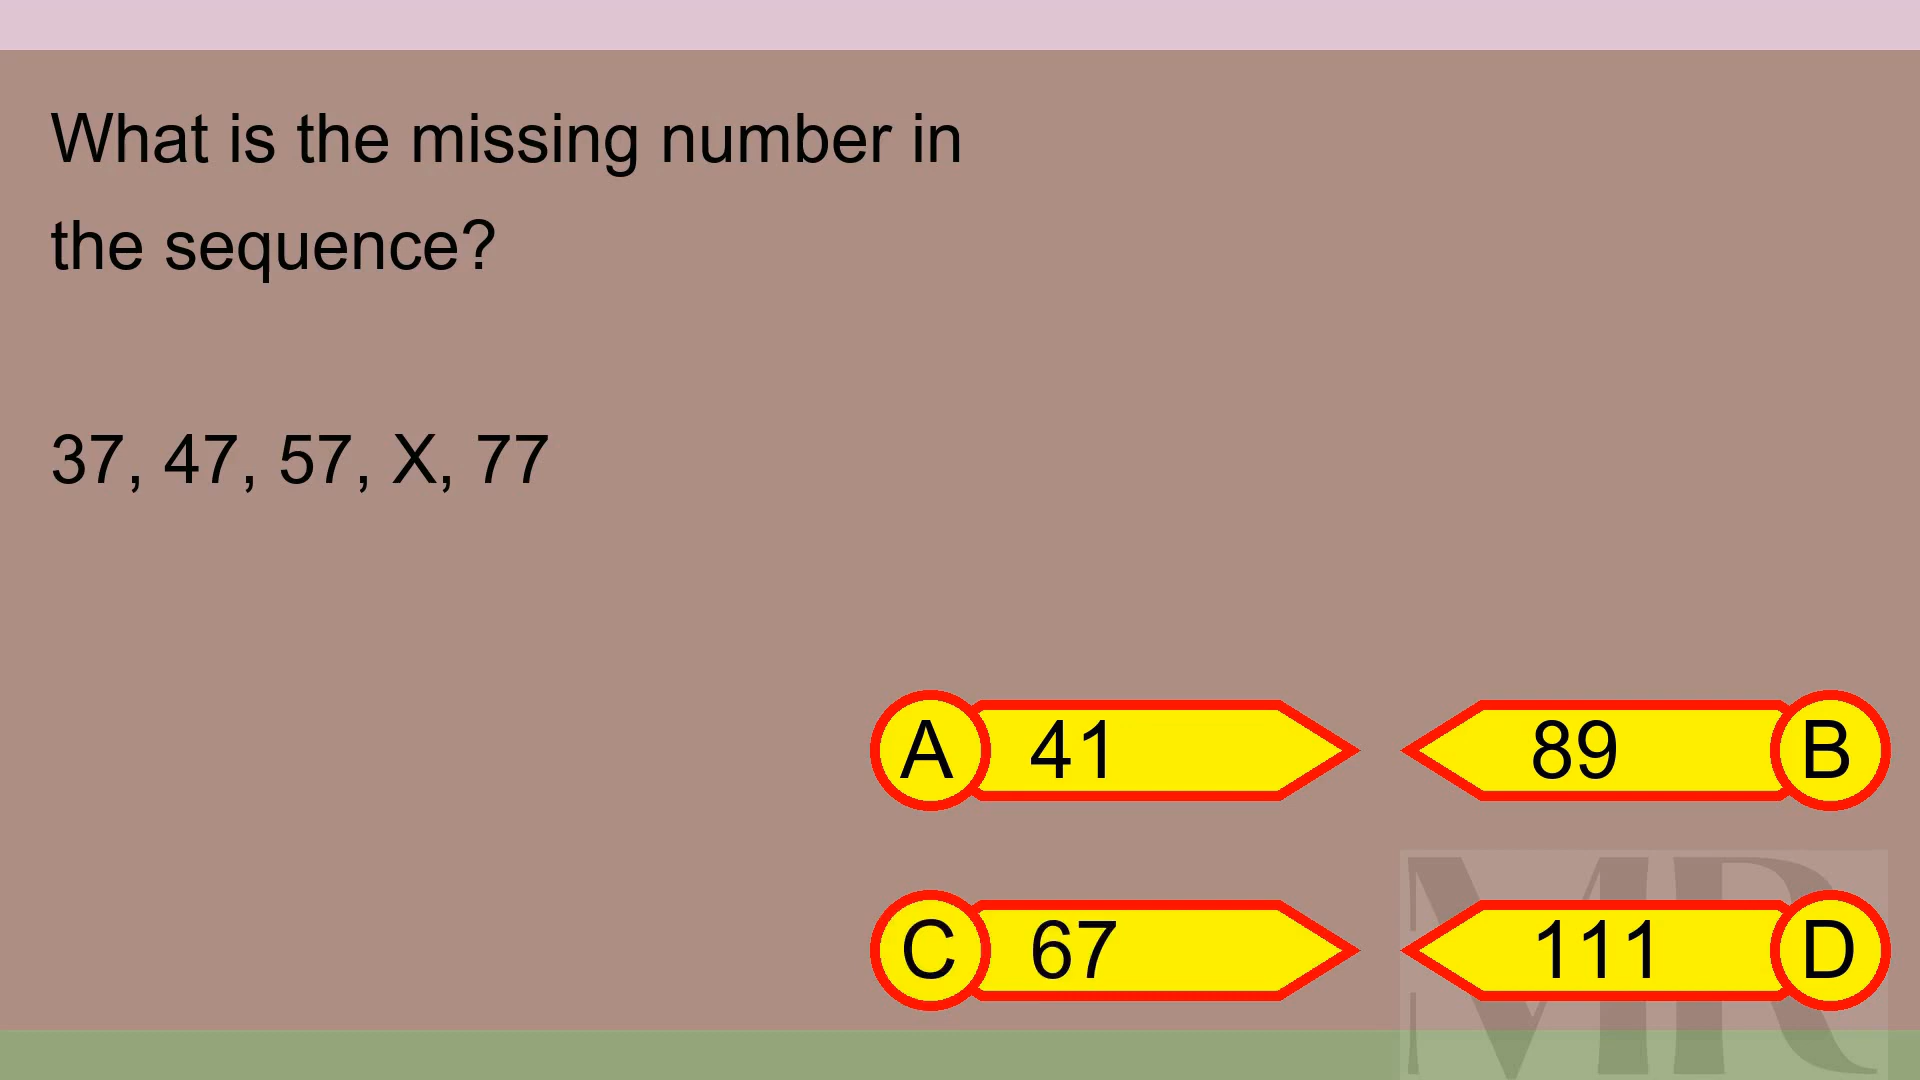 What is the missing number in
the sequence?
37, 47, 57, X, 77
A 41
89 B
C 67
111 D
MR